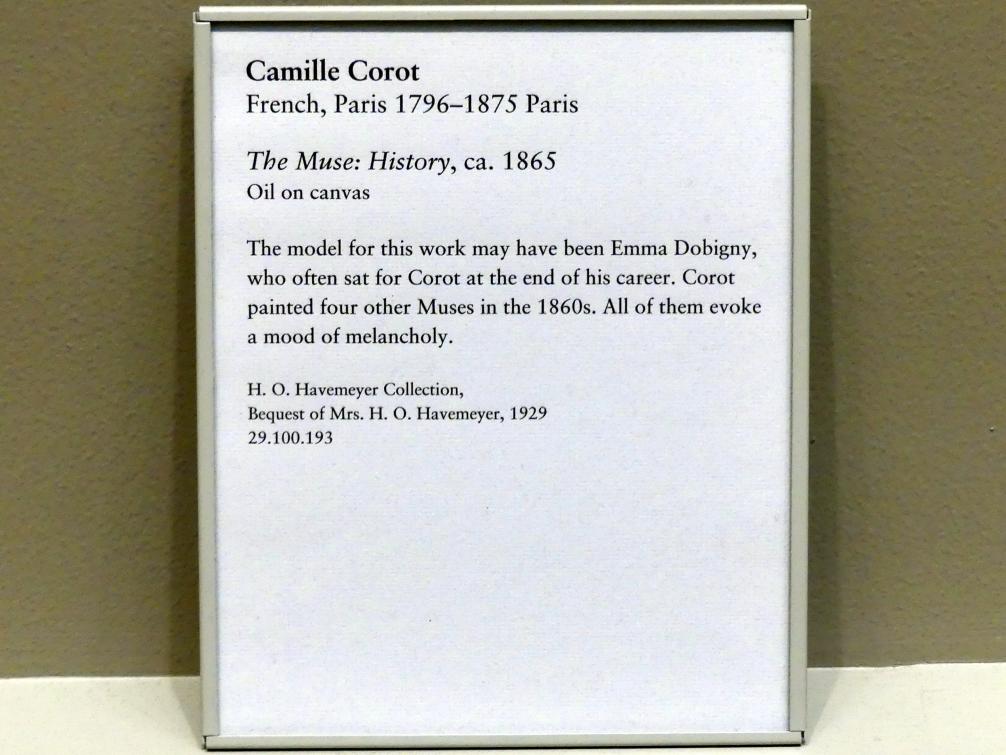 Camille Corot
French, Paris 1796–1875 Paris
The Muse: History, ca. 1865
Oil on canvas
The model for this work may have been Emma Dobigny,
who often sat for Corot at the end of his career. Corot
painted four other Muses in the 1860s. All of them evoke
a mood of melancholy.
H. O. Havemeyer Collection,
Bequest of Mrs. H. O. Havemeyer, 1929
29.100.193